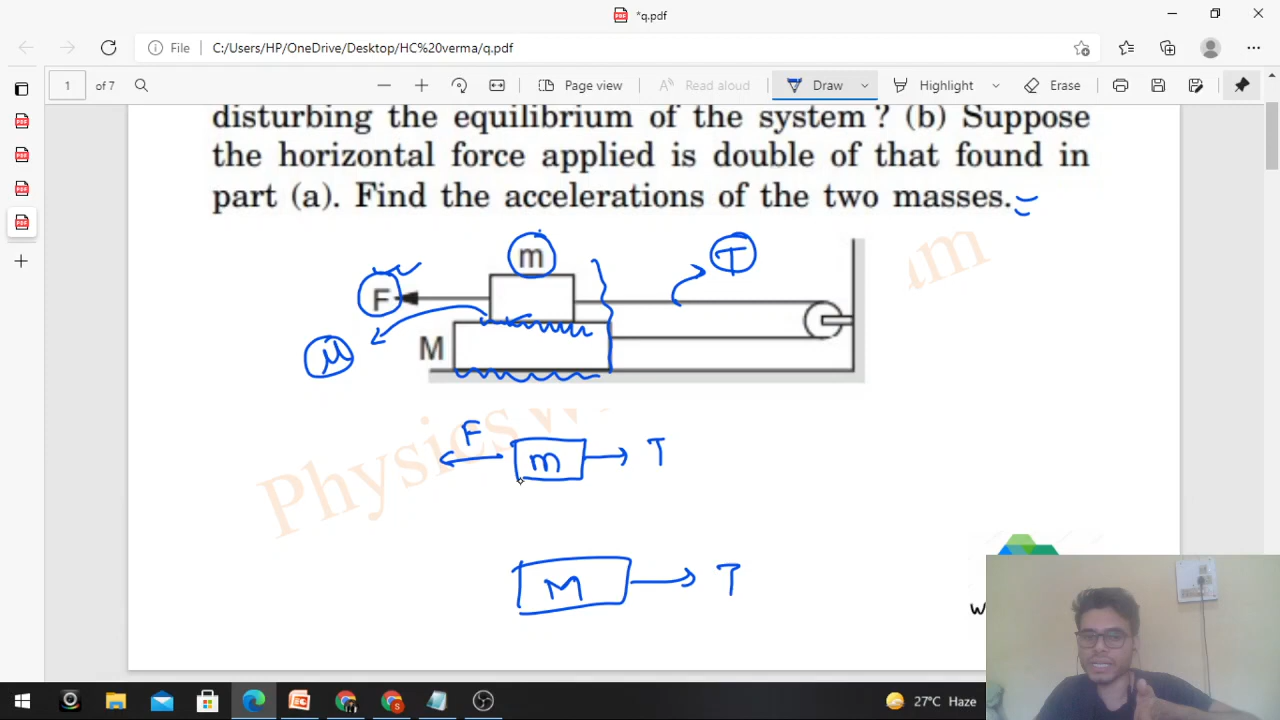 *q.pdf
File C:/Users/HP/OneDrive/Desktop/HC%20verma/q.pdf
1 of 7 Page view Read aloud Draw Highlight Erase
disturbing the equilibrium of the system ? (b) Suppose
the horizontal force applied is double of that found in
part (a). Find the accelerations of the two masses.
m T
F
μ M
F m T
M T
27°C Haze